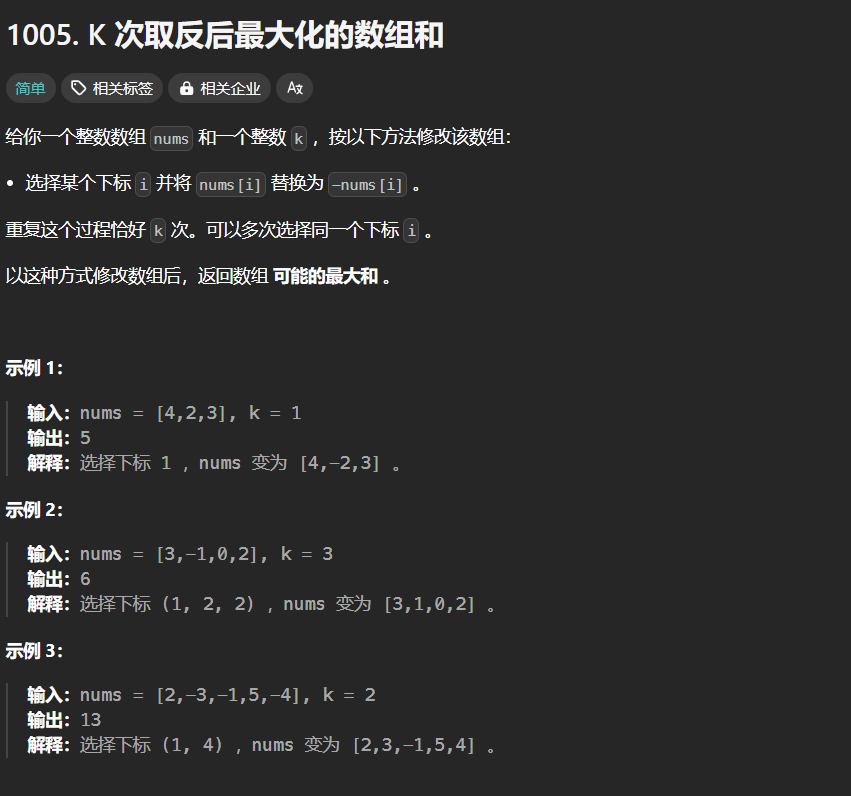 1005. K 次取反后最大化的数组和
简单 相关标签 相关企业 Aχ
给你一个整数数组 nums 和一个整数 k ，按以下方法修改该数组：
• 选择某个下标 i 并将 nums[i] 替换为 -nums[i] 。
重复这个过程恰好 k 次。可以多次选择同一个下标 i 。
以这种方式修改数组后，返回数组 可能的最大和 。
示例 1：
输入：nums = [4,2,3], k = 1
输出：5
解释：选择下标 1 ，nums 变为 [4,-2,3] 。
示例 2：
输入：nums = [3,-1,0,2], k = 3
输出：6
解释：选择下标 (1, 2, 2) ，nums 变为 [3,1,0,2] 。
示例 3：
输入：nums = [2,-3,-1,5,-4], k = 2
输出：13
解释：选择下标 (1, 4) ，nums 变为 [2,3,-1,5,4] 。